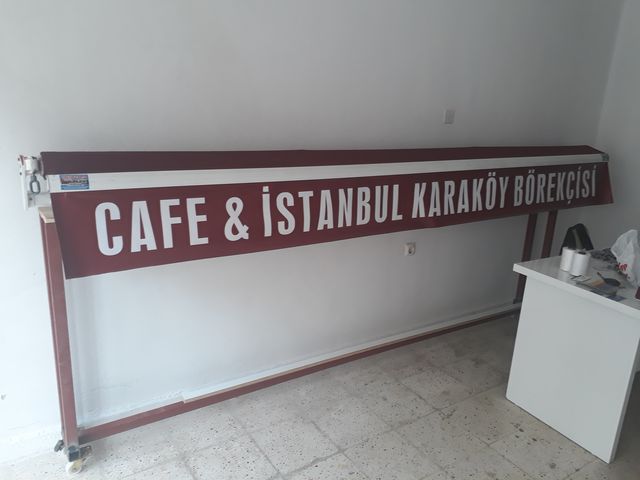 CAFE & İSTANBUL KARAKÖY BÖREKÇİSİ